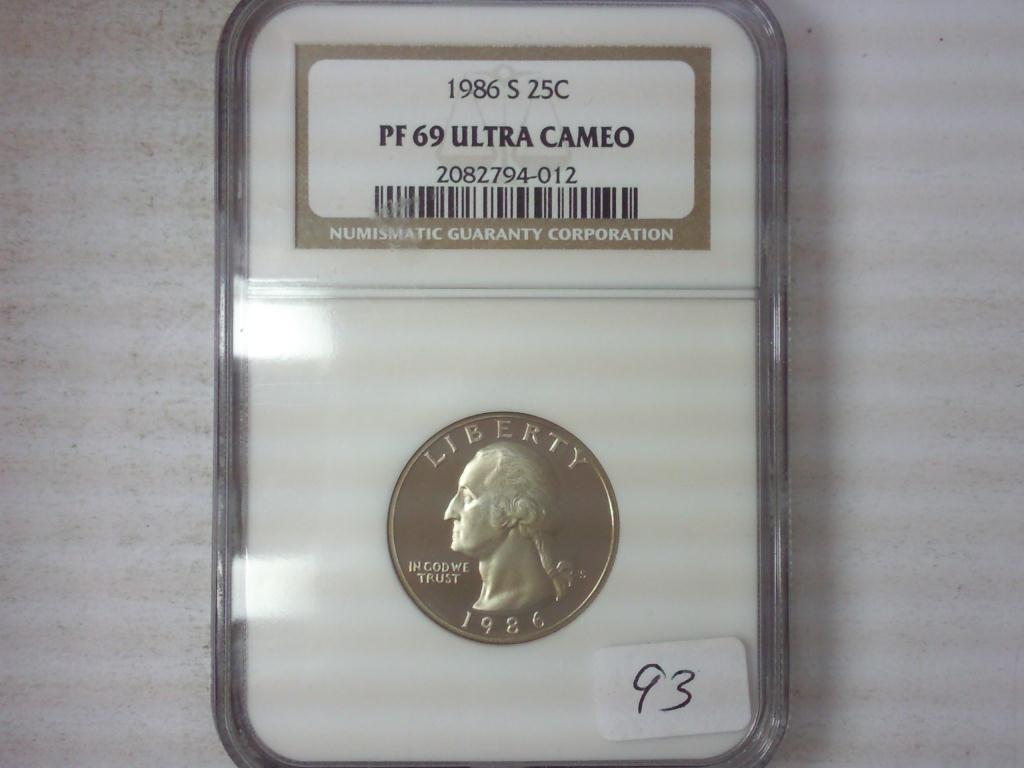 1986 S 25C
PF 69 ULTRA CAMEO
2082794-012
NUMISMATIC GUARANTY CORPORATION
LIBERTY
IN GOD WE
TRUST
S
1986
93